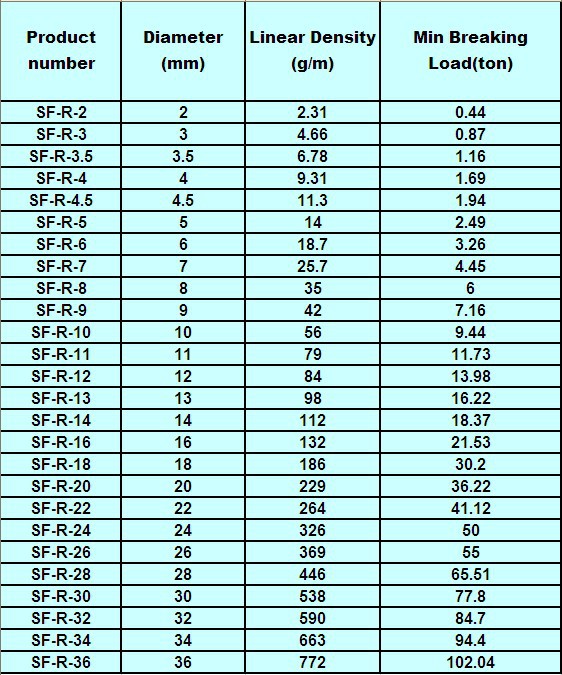 Product number Diameter (mm) Linear Density (g/m) Min Breaking Load(ton)
SF-R-2 2 2.31 0.44
SF-R-3 3 4.66 0.87
SF-R-3.5 3.5 6.78 1.16
SF-R-4 4 9.31 1.69
SF-R-4.5 4.5 11.3 1.94
SF-R-5 5 14 2.49
SF-R-6 6 18.7 3.26
SF-R-7 7 25.7 4.45
SF-R-8 8 35 6
SF-R-9 9 42 7.16
SF-R-10 10 56 9.44
SF-R-11 11 79 11.73
SF-R-12 12 84 13.98
SF-R-13 13 98 16.22
SF-R-14 14 112 18.37
SF-R-16 16 132 21.53
SF-R-18 18 186 30.2
SF-R-20 20 229 36.22
SF-R-22 22 264 41.12
SF-R-24 24 326 50
SF-R-26 26 369 55
SF-R-28 28 446 65.51
SF-R-30 30 538 77.8
SF-R-32 32 590 84.7
SF-R-34 34 663 94.4
SF-R-36 36 772 102.04